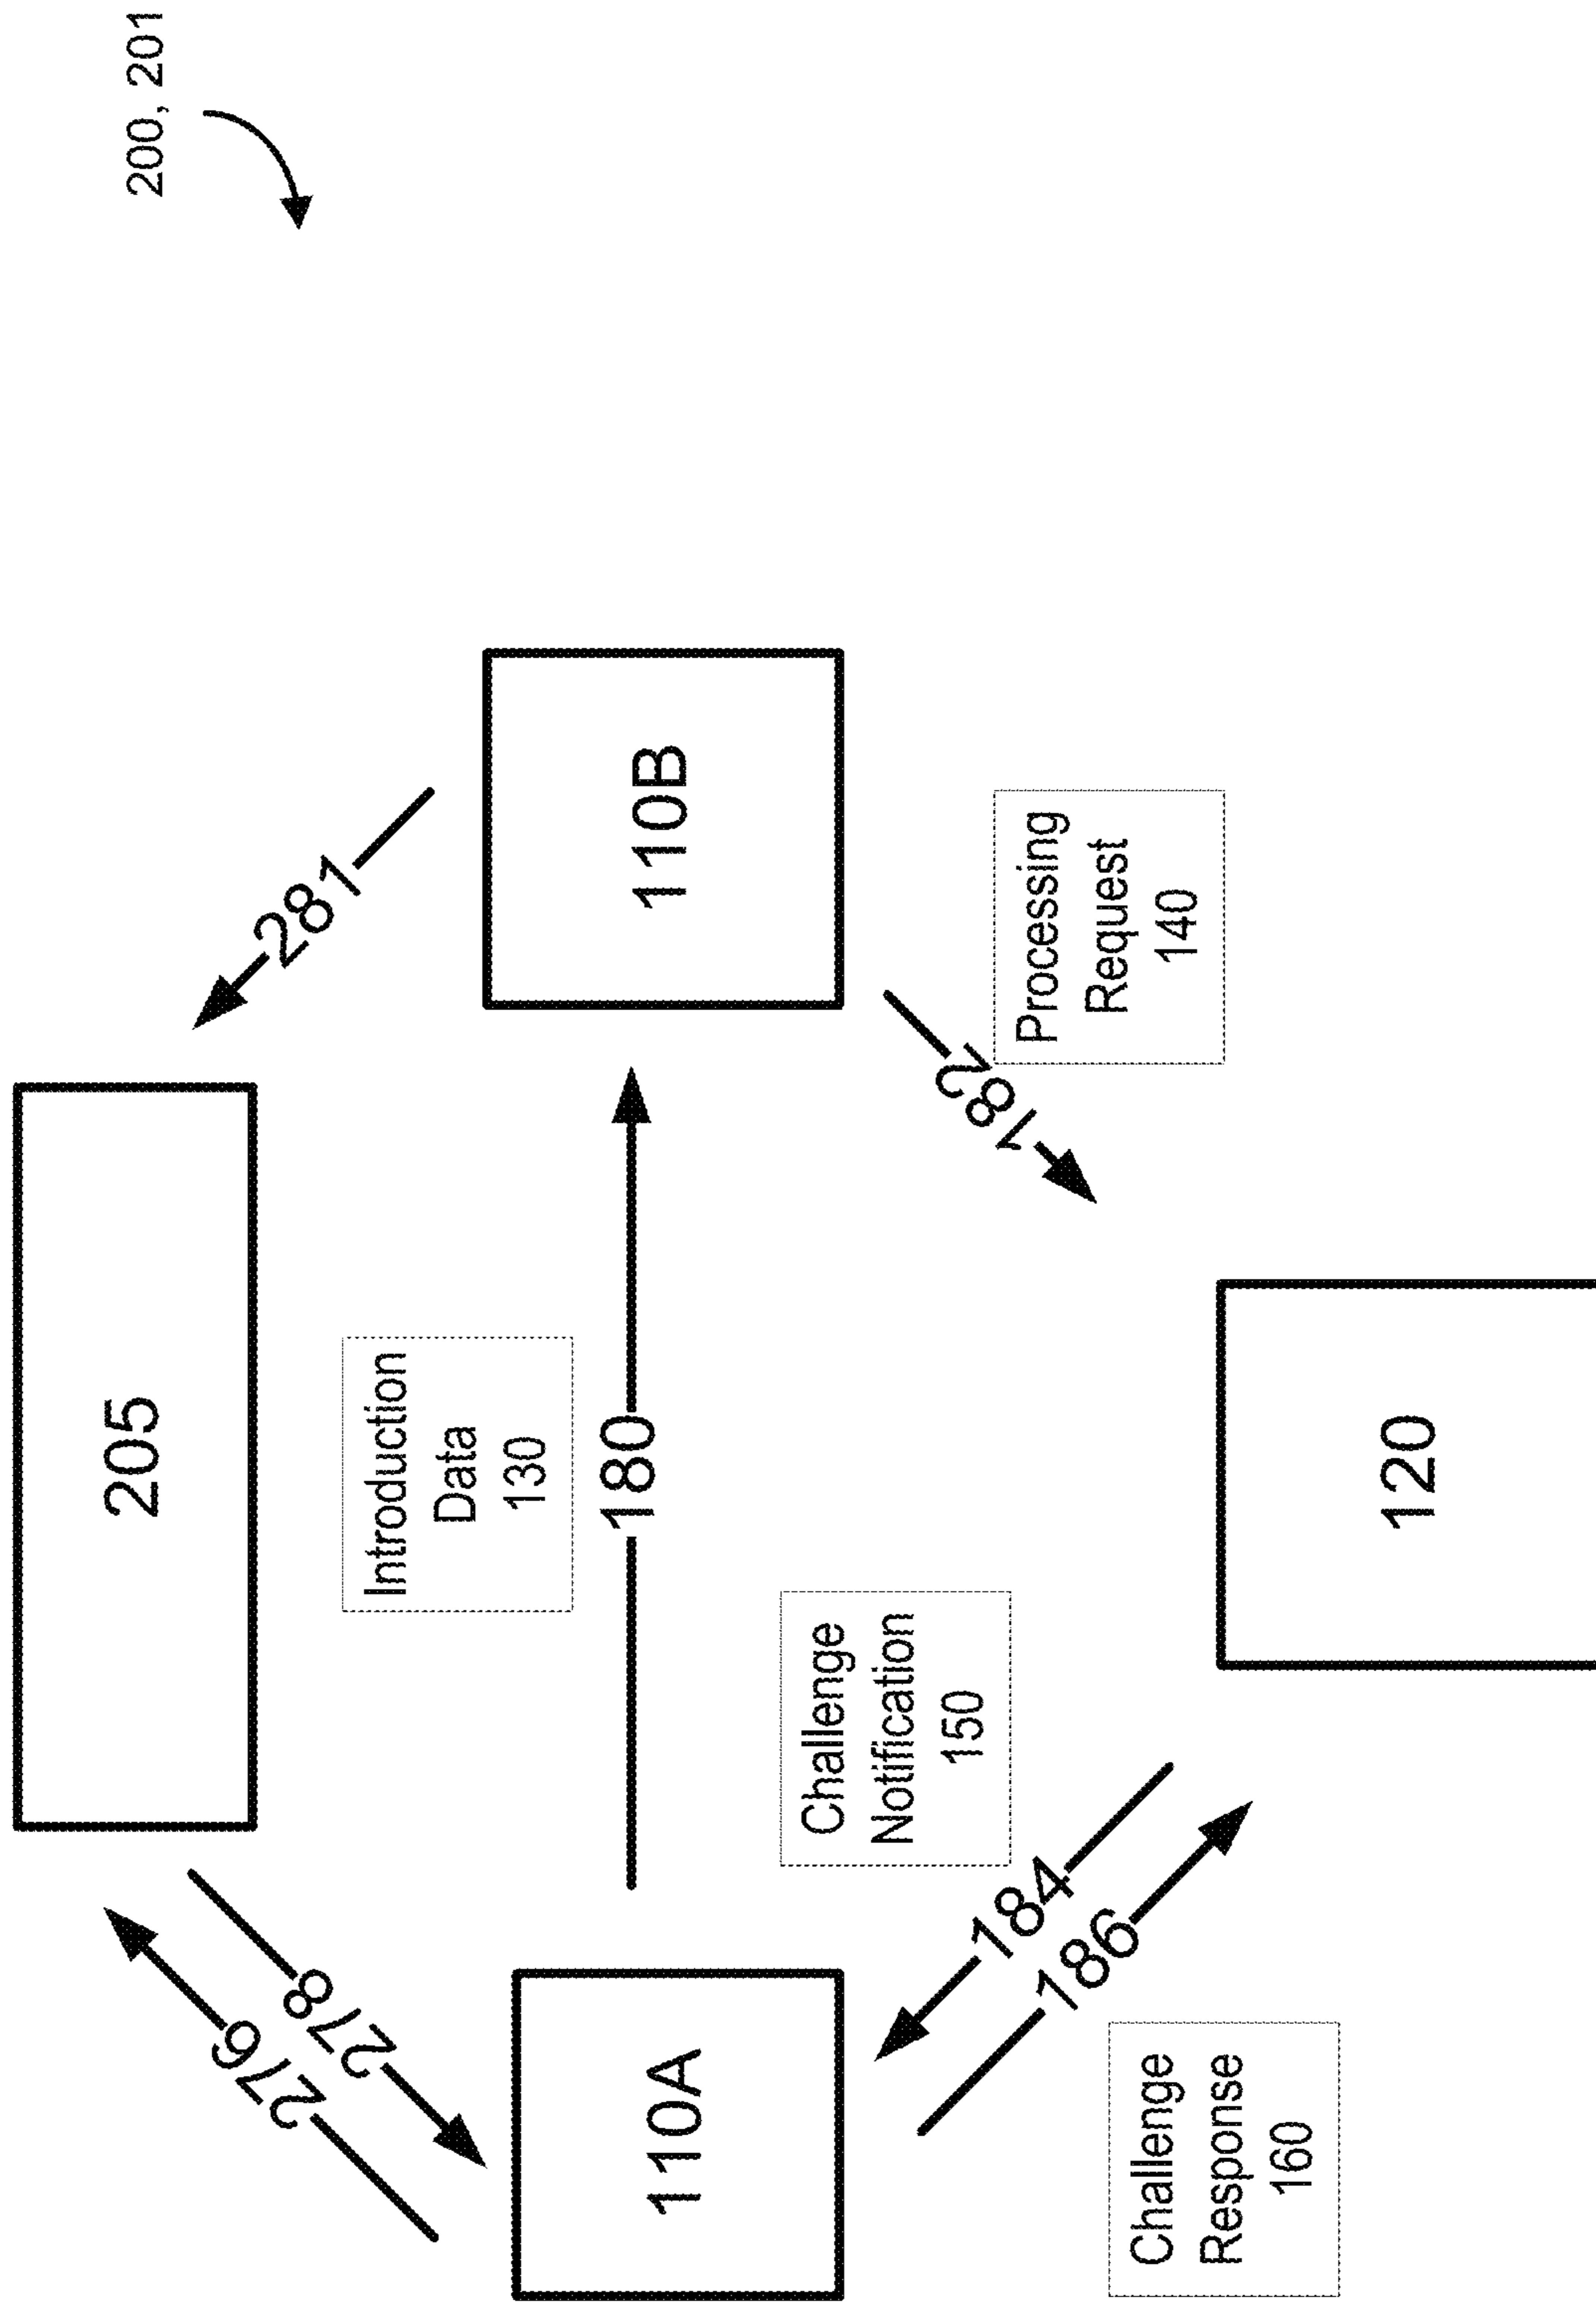 200, 201
205
276
278
281
Introduction
Data
130
180
110A
110B
Challenge
Notification
150
184
186
182
Processing
Request
140
Challenge
Response
160
120